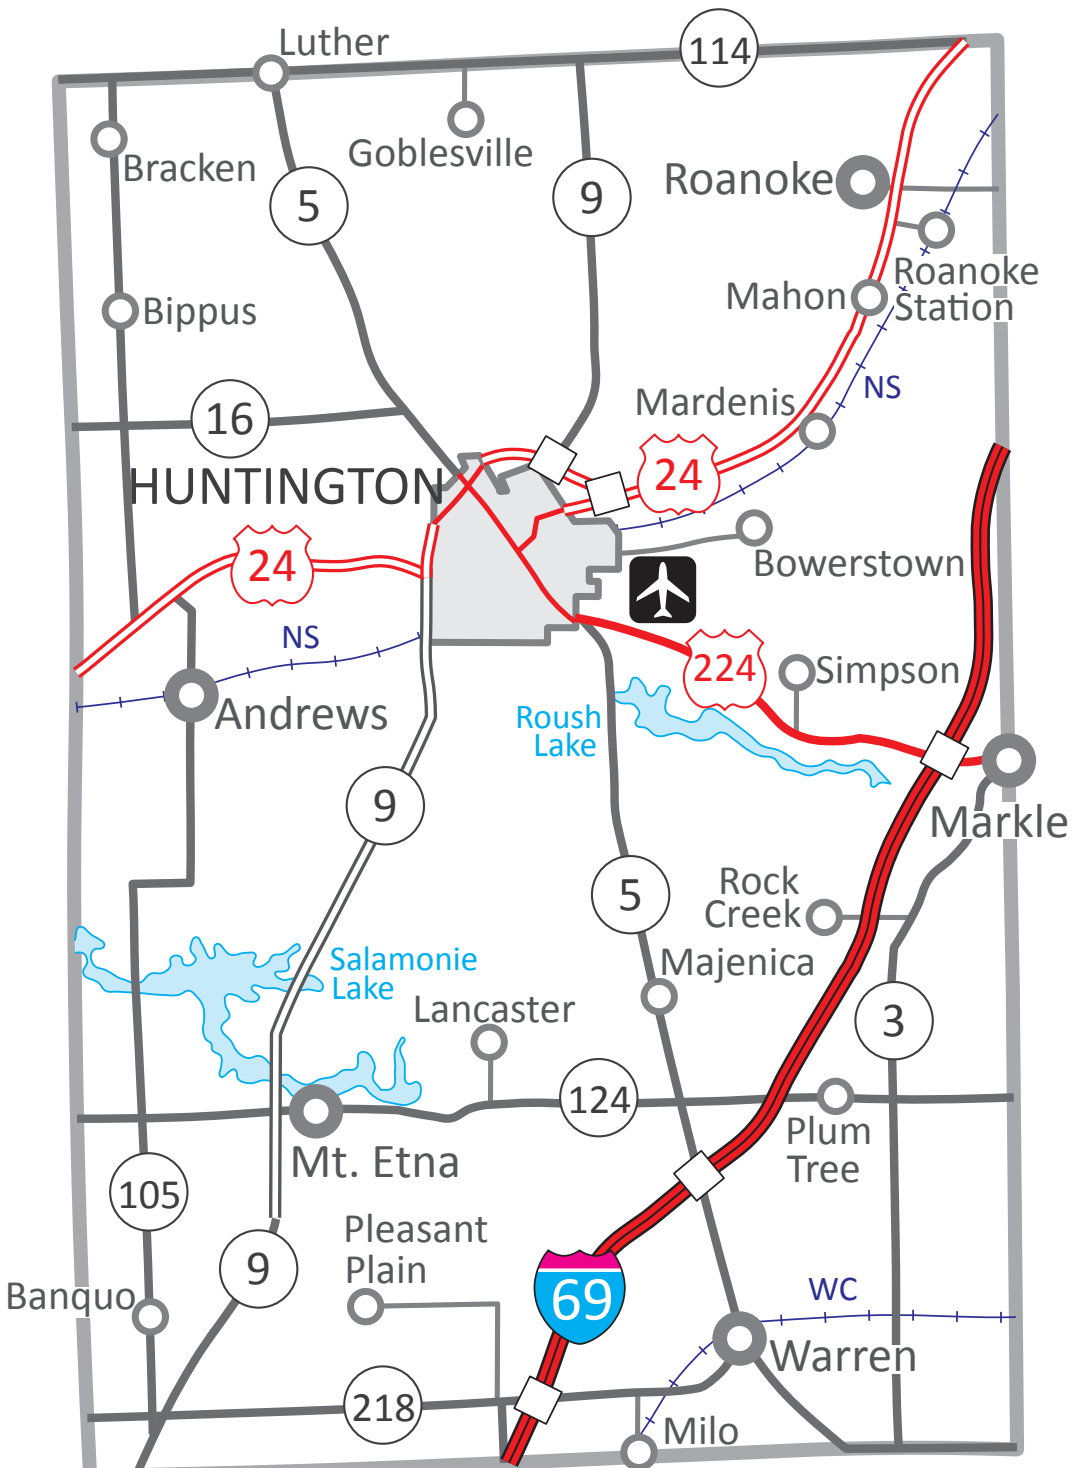 Luther
114
Goblesville
Bracken
Roanoke
5
9
Roanoke
Station
Mahon
Bippus
NS
Mardenis
16
HUNTINGTON
24
24
Bowerstown
NS
224
Simpson
Andrews
Roush
Lake
9
Markle
Rock
Creek
5
Majenica
Salamonie
Lake
Lancaster
3
124
Plum
Tree
Mt. Etna
105
Pleasant
Plain
9
69
WC
Banquo
Warren
218
Milo